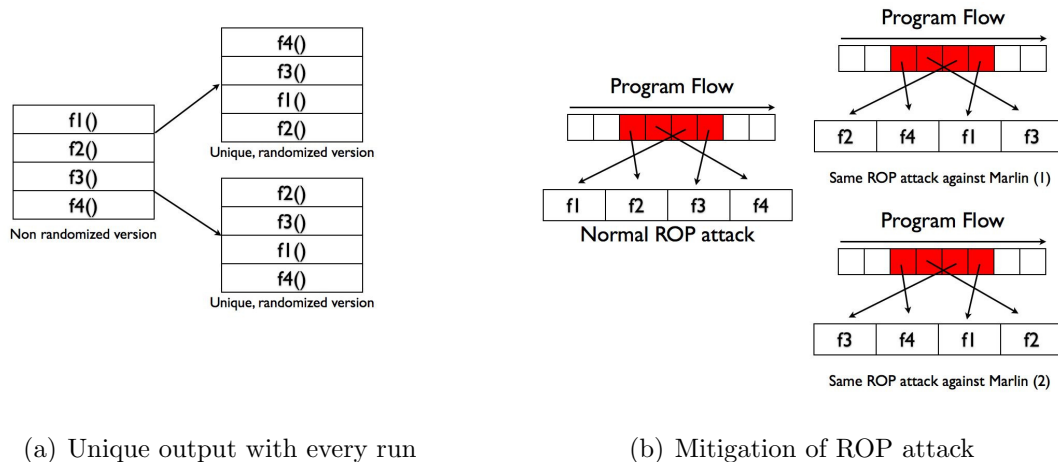 f4()
f3()
f1()
f2()
Unique, randomized version
f1()
f2()
f3()
f4()
Non randomized version
f2()
f3()
f1()
f4()
Unique, randomized version
(a) Unique output with every run
Program Flow
f1 f2 f3 f4
Normal ROP attack
Program Flow
f2 f4 f1 f3
Same ROP attack against Marlin (1)
Program Flow
f3 f4 f1 f2
Same ROP attack against Marlin (2)
(b) Mitigation of ROP attack